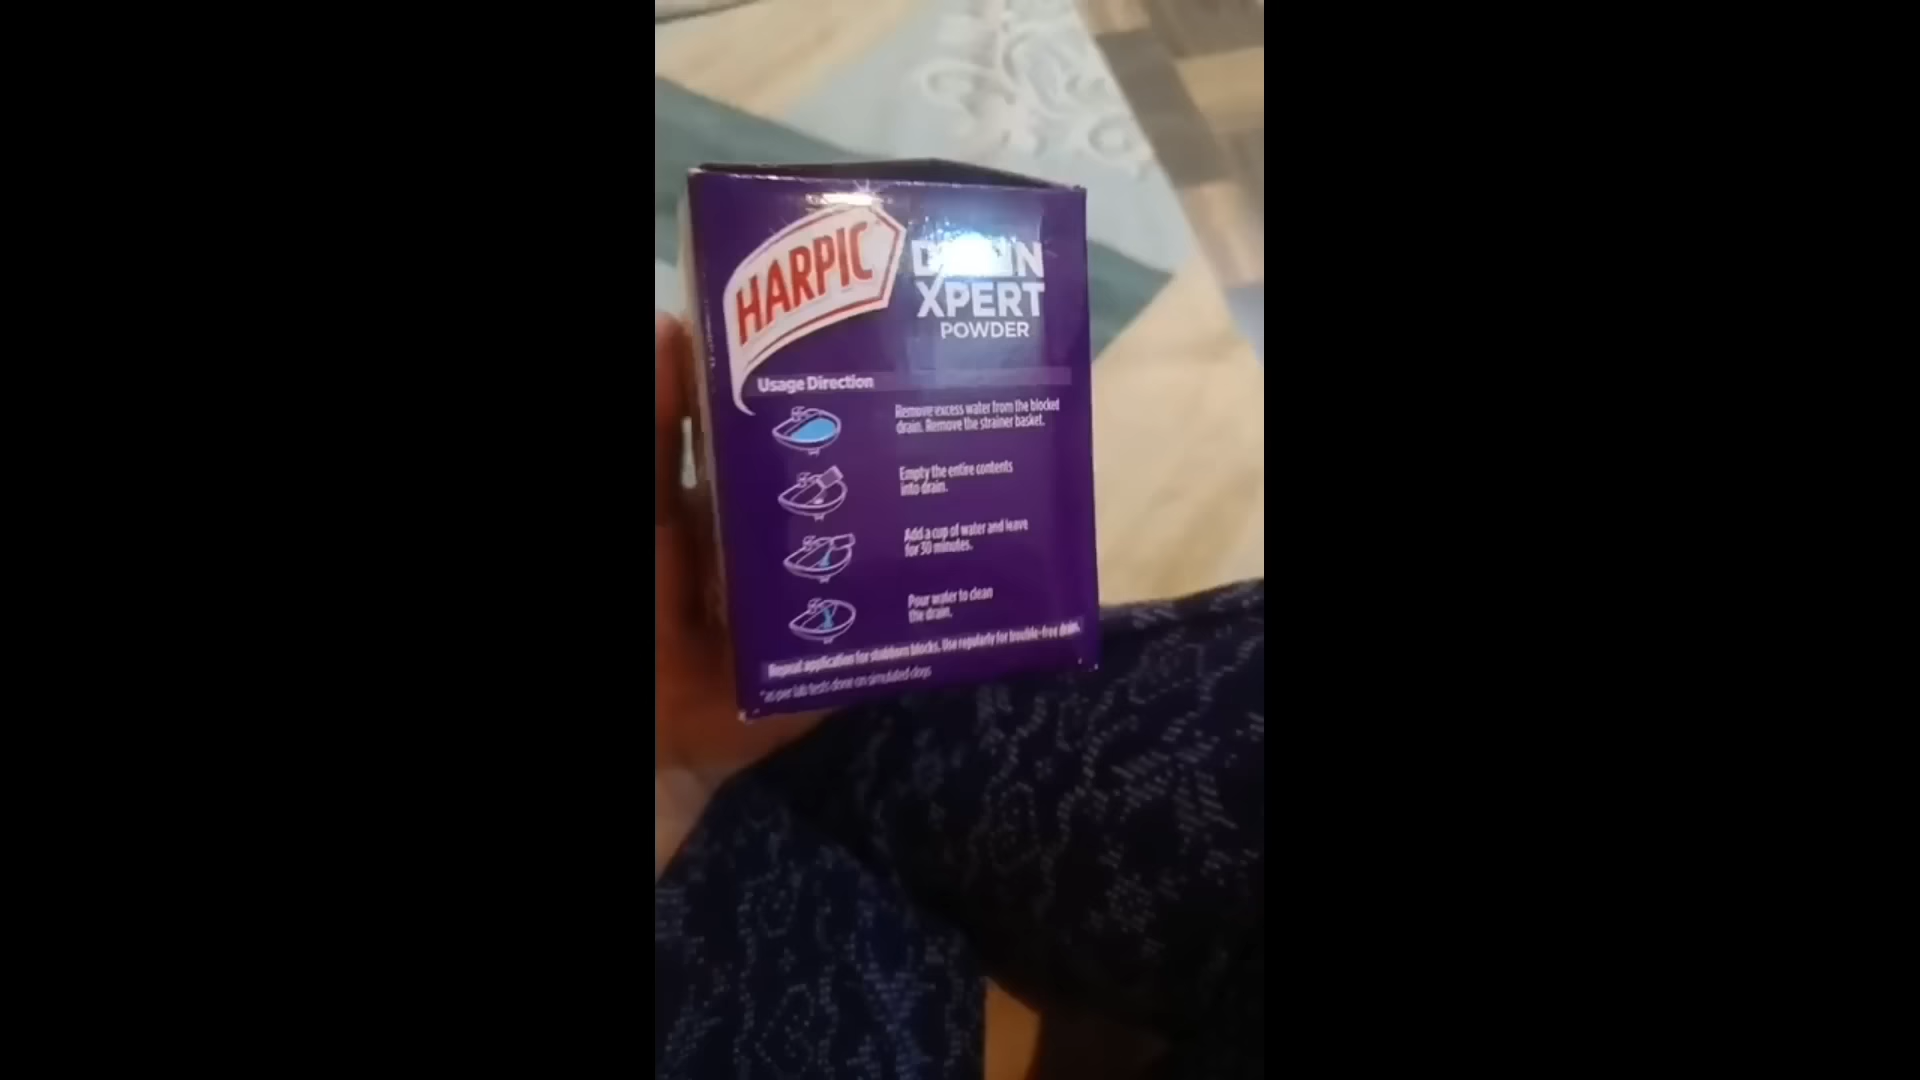 HARPIC
DRAIN
XPERT
POWDER
Usage Direction
Remove excess water from the blocked
drain. Remove the strainer basket.
Empty the entire contents
into drain.
Add a cup of water and leave
for 30 minutes.
Pour water to clean
the drain.
Repeat application for stubborn blocks. Use regularly for trouble-free drain.
*as per lab tests done on simulated clogs